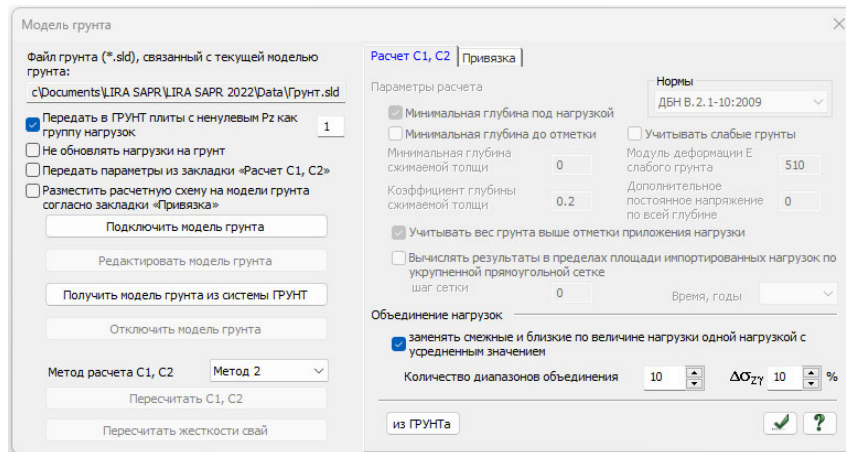 Модель грунта
Файл грунта (*.sld), связанный с текущей моделью
грунта:
c\Documents\LIRA SAPR\LIRA SAPR 2022\Data\Грунт.sld
Передать в ГРУНТ плиты с ненулевым Pz как
группу нагрузок
1
Не обновлять нагрузки на грунт
Передать параметры из закладки «Расчет C1, C2»
Разместить расчетную схему на модели грунта
согласно закладки «Привязка»
Подключить модель грунта
Редактировать модель грунта
Получить модель грунта из системы ГРУНТ
Отключить модель грунта
Метод расчета C1, C2
Метод 2
Пересчитать C1, C2
Пересчитать жесткости свай
Расчет C1, C2
Привязка
Параметры расчета
Нормы
ДБН В.2.1-10:2009
Минимальная глубина под нагрузкой
Минимальная глубина до отметки
Учитывать слабые грунты
Минимальная глубина
сжимаемой толщи
0
Модуль деформации E
слабого грунта
510
Коэффициент глубины
сжимаемой толщи
0.2
Дополнительное
постоянное напряжение
по всей глубине
0
Учитывать вес грунта выше отметки приложения нагрузки
Вычислять результаты в пределах площади импортированных нагрузок по
укрупненной прямоугольной сетке
шаг сетки
0
Время, годы
Объединение нагрузок
заменять смежные и близкие по величине нагрузки одной нагрузкой с
усредненным значением
Количество диапазонов объединения
10
Δσzγ
10
%
из ГРУНТа
?